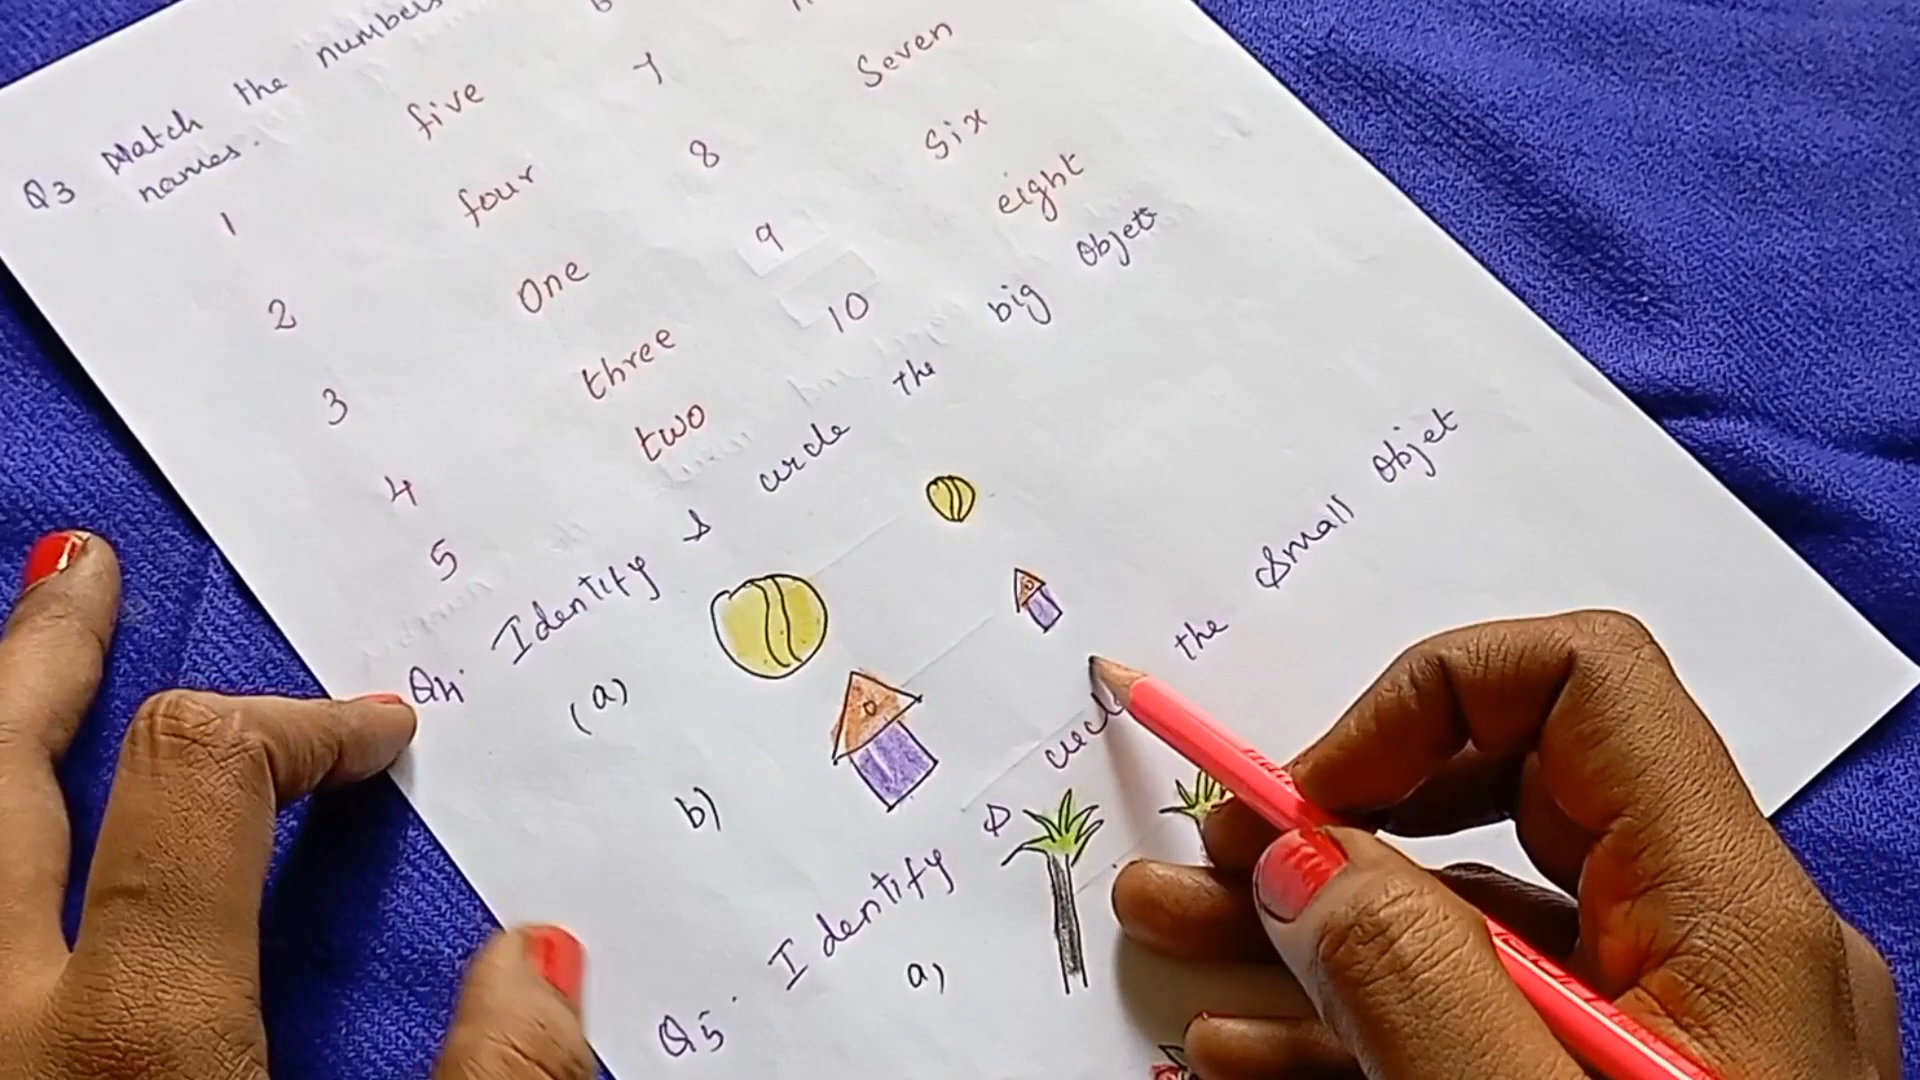 Q3 Match the numbers
names.
1 five 7 Seven
2 four 8 Six
3 One 9 eight
4 three 10
5 two
Q4. Identify & circle the big Objet
(a)
b)
Q5. Identify & circle the Small Objet
a)